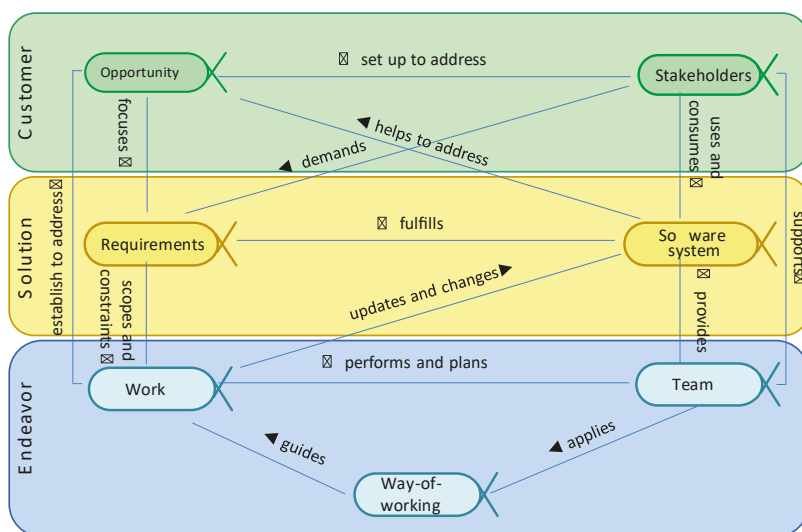 Customer
Opportunity
set up to address
Stakeholders
focuses
helps to address
demands
uses and
consumes
Solution
establish to address
Requirements
fulfills
So ware
system
supports
scopes and
constraints
updates and changes
provides
Endeavor
Work
performs and plans
Team
guides
applies
Way-of-
working